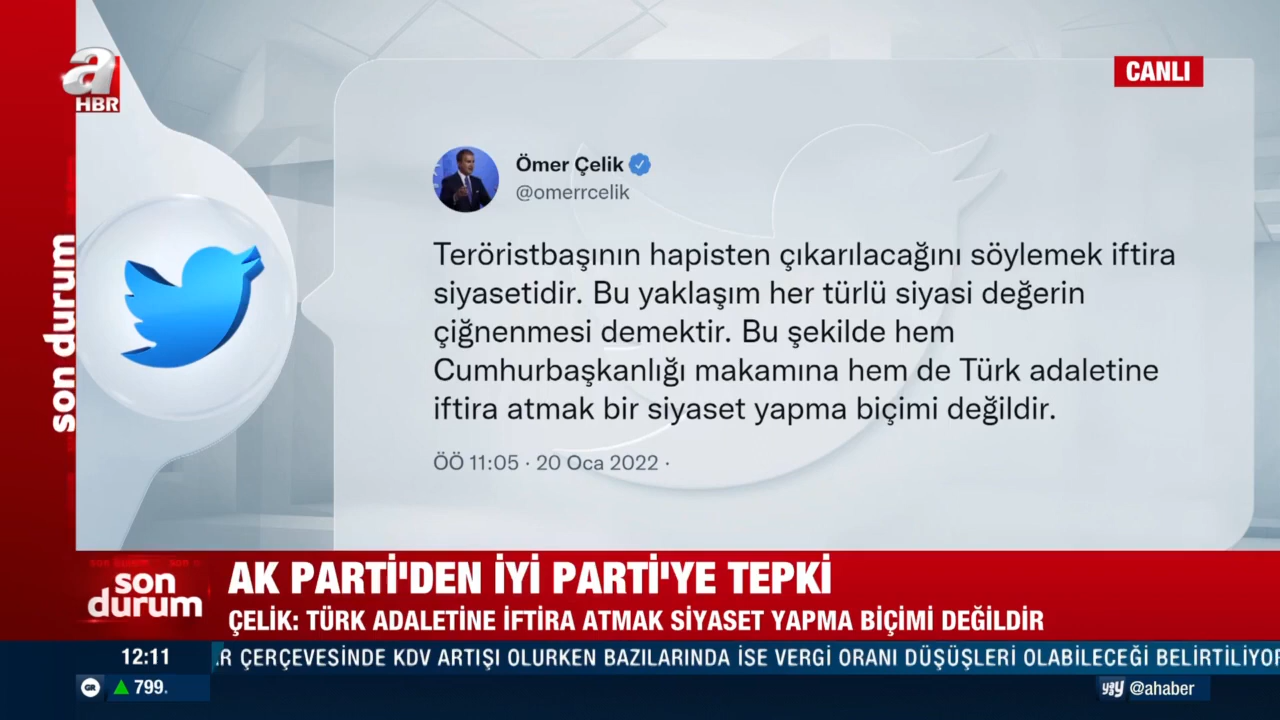 a
HBR
CANLI
son durum
Ömer Çelik
@omerrcelik
Teröristbaşının hapisten çıkarılacağını söylemek iftira
siyasetidir. Bu yaklaşım her türlü siyasi değerin
çiğnenmesi demektir. Bu şekilde hem
Cumhurbaşkanlığı makamına hem de Türk adaletine
iftira atmak bir siyaset yapma biçimi değildir.
ÖÖ 11:05 · 20 Oca 2022 ·
son
durum
AK PARTİ'DEN İYİ PARTİ'YE TEPKİ
ÇELİK: TÜRK ADALETİNE İFTİRA ATMAK SİYASET YAPMA BİÇİMİ DEĞİLDİR
12:11
R ÇERÇEVESİNDE KDV ARTIŞI OLURKEN BAZILARINDA İSE VERGİ ORANI DÜŞÜŞLERİ OLABİLECEĞİ BELİRTİLİYOR
GR 799.
@ahaber